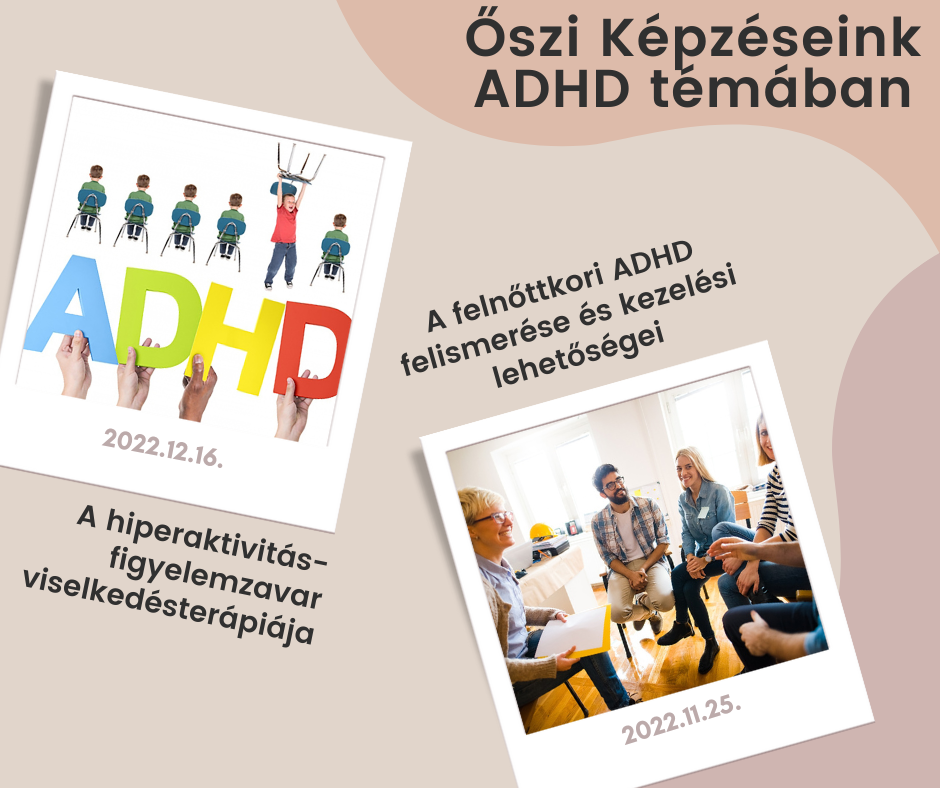 Őszi Képzéseink
ADHD témában
ADHD
2022.12.16.
A hiperaktivitás-
figyelemzavar
viselkedésterápiája
A felnőttkori ADHD
felismerése és kezelési
lehetőségei
2022.11.25.